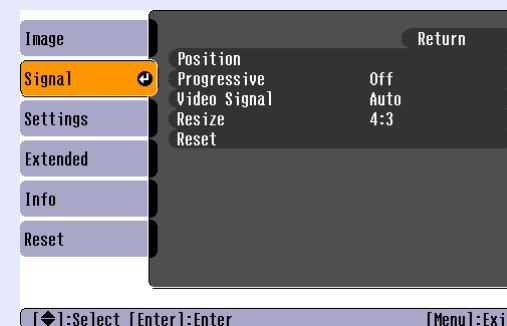 Image
Signal
Settings
Extended
Info
Reset
Return
Position
Progressive Off
Video Signal Auto
Resize 4:3
Reset
[◆]:Select [Enter]:Enter [Menu]:Exi